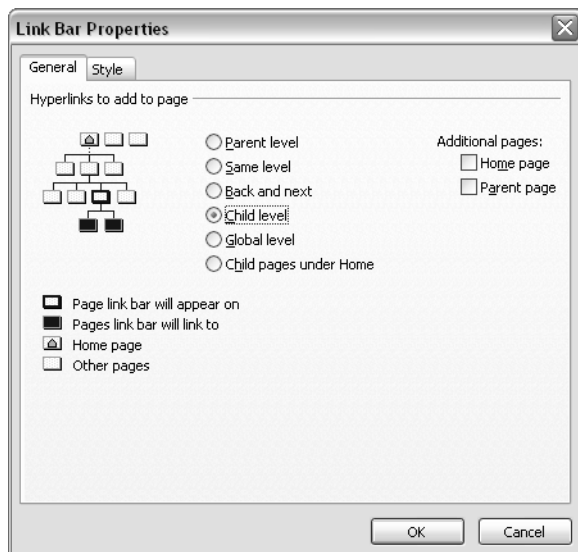 Link Bar Properties
General Style
Hyperlinks to add to page
Parent level
Same level
Back and next
Child level
Global level
Child pages under Home
Additional pages:
Home page
Parent page
Page link bar will appear on
Pages link bar will link to
Home page
Other pages
OK Cancel